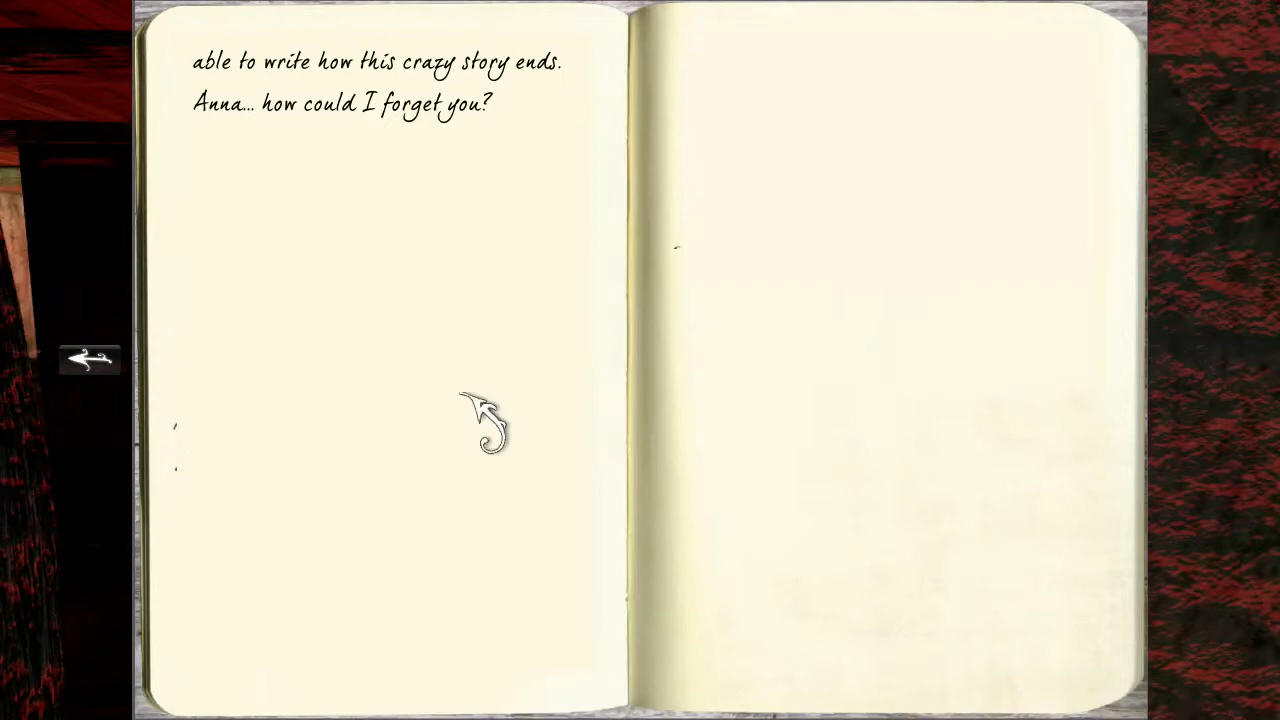 able to write how this crazy story ends.
Anna... how could I forget you?